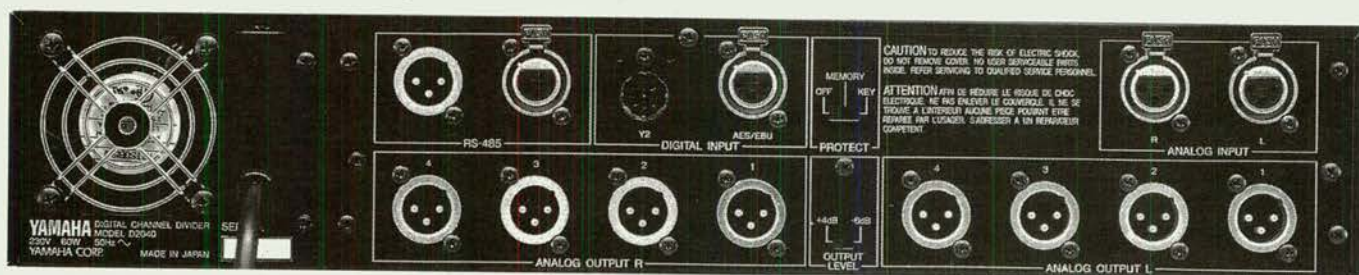 RS-485
Y2
AES/EBU
DIGITAL INPUT
MEMORY
OFF
KEY
PROTECT
CAUTION TO REDUCE THE RISK OF ELECTRIC SHOCK,
DO NOT REMOVE COVER. NO USER SERVICEABLE PARTS
INSIDE. REFER SERVICING TO QUALIFIED SERVICE PERSONNEL.
ATTENTION AFIN DE RÉDUIRE LE RISQUE DE CHOC
ÉLECTRIQUE, NE PAS ENLEVER LE COUVERCLE. IL NE SE
TROUVE À L'INTÉRIEUR AUCUNE PIÈCE POUVANT ÊTRE
RÉPARÉE PAR L'USAGER. S'ADRESSER À UN RÉPARATEUR
COMPÉTENT.
R
L
ANALOG INPUT
YAMAHA DIGITAL CHANNEL DIVIDER
MODEL D2040
230V 60W 50Hz ~
YAMAHA CORP. MADE IN JAPAN
4
3
2
1
ANALOG OUTPUT R
+4dB
-6dB
OUTPUT
LEVEL
4
3
2
1
ANALOG OUTPUT L